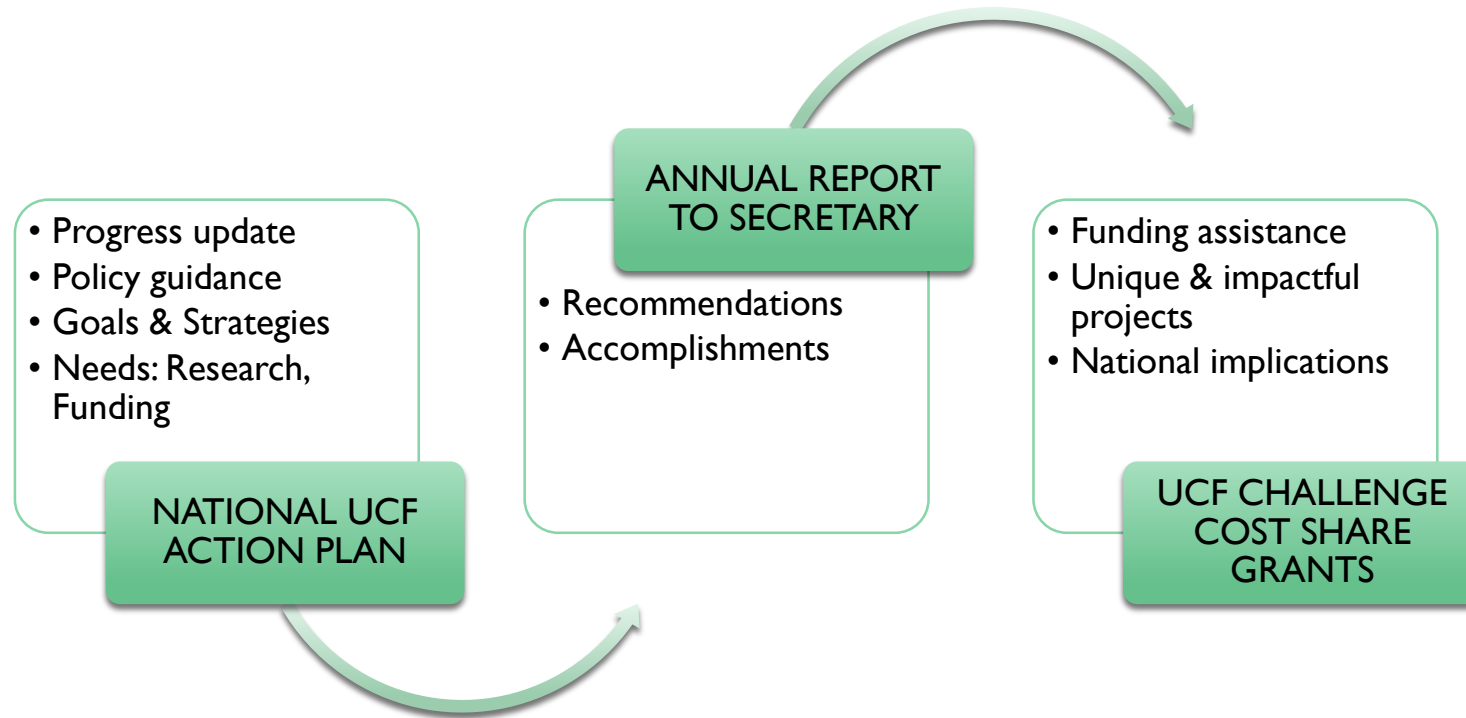 • Progress update
• Policy guidance
• Goals & Strategies
• Needs: Research,
Funding
NATIONAL UCF
ACTION PLAN
ANNUAL REPORT
TO SECRETARY
• Recommendations
• Accomplishments
• Funding assistance
• Unique & impactful
projects
• National implications
UCF CHALLENGE
COST SHARE
GRANTS